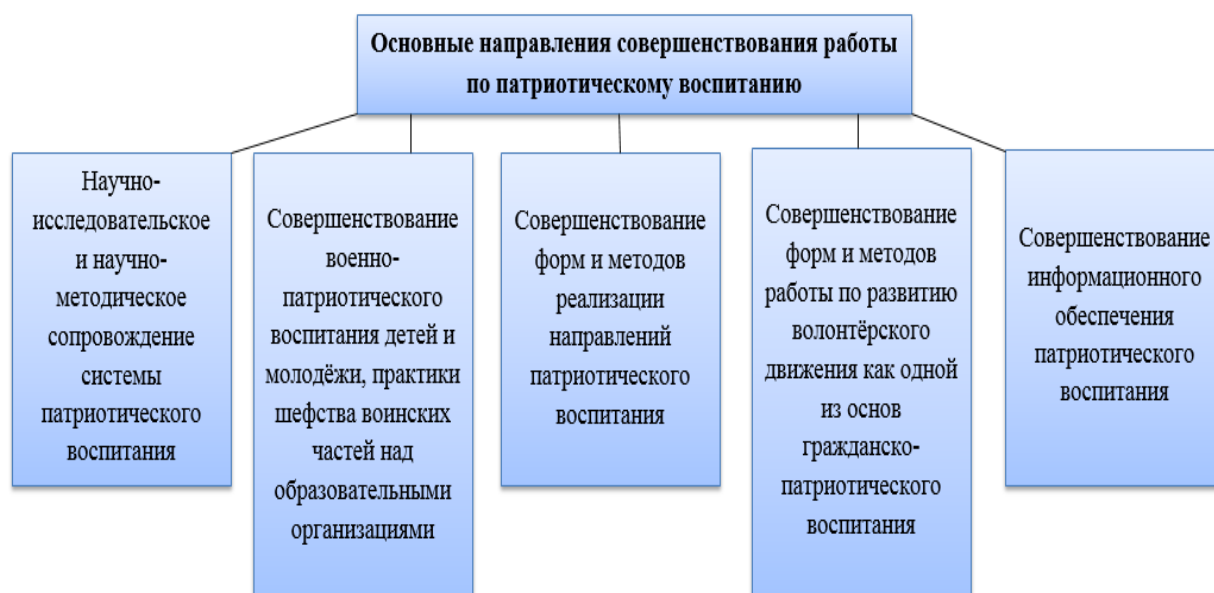 Основные направления совершенствования работы
по патриотическому воспитанию
Научно-
исследовательское
и научно-
методическое
сопровождение
системы
патриотического
воспитания
Совершенствование
военно-
патриотического
воспитания детей и
молодёжи, практики
шефства воинских
частей над
образовательными
организациями
Совершенствование
форм и методов
реализации
направлений
патриотического
воспитания
Совершенствование
форм и методов
работы по развитию
волонтёрского
движения как одной
из основ
гражданско-
патриотического
воспитания
Совершенствование
информационного
обеспечения
патриотического
воспитания